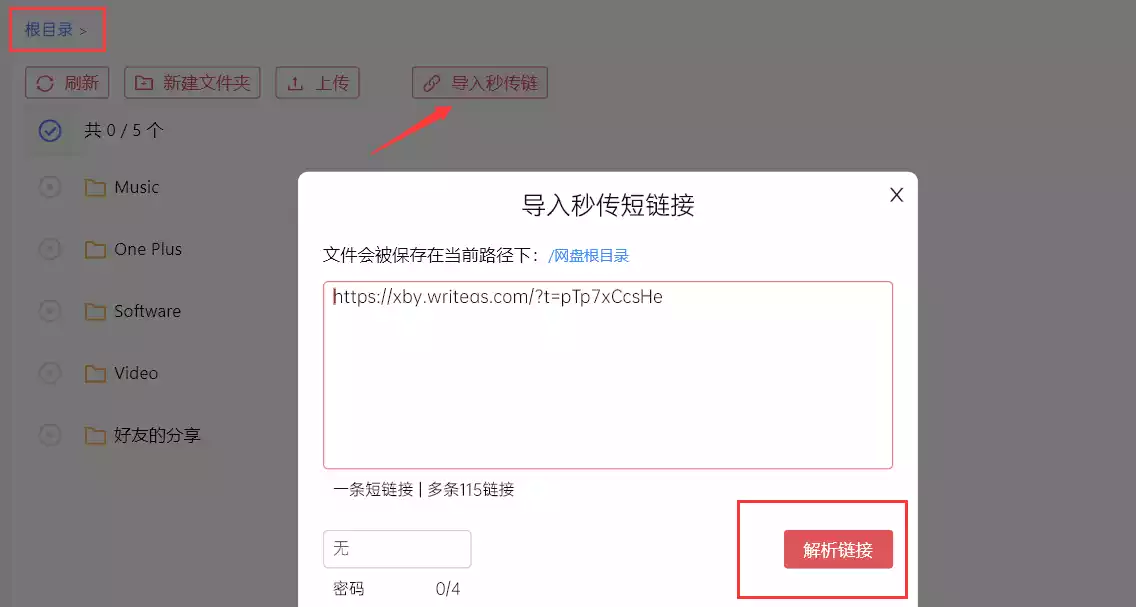 根目录 >
刷新 新建文件夹 上传 导入秒传链
共 0 / 5 个
Music
One Plus
Software
Video
好友的分享
导入秒传短链接 X
文件会被保存在当前路径下：/网盘根目录
https://xby.writeas.com/?t=pTp7xCcsHe
一条短链接 | 多条115链接
无
解析链接
密码 0/4